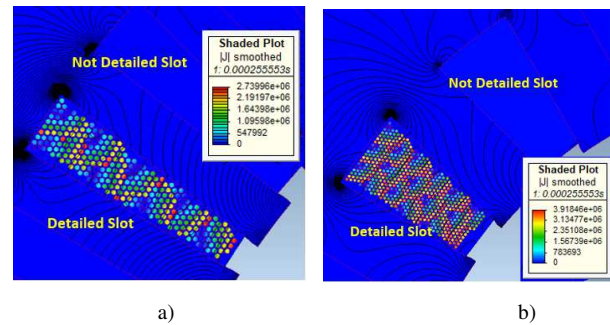 Not Detailed Slot
Shaded Plot
|J| smoothed
1: 0.000255553s
2.73996e+06
2.19197e+06
1.64398e+06
1.09598e+06
547992
0
Detailed Slot
a)
Not Detailed Slot
Detailed Slot
Shaded Plot
|J| smoothed
1: 0.000255553s
3.91846e+06
3.13477e+06
2.35108e+06
1.56739e+06
783693
0
b)